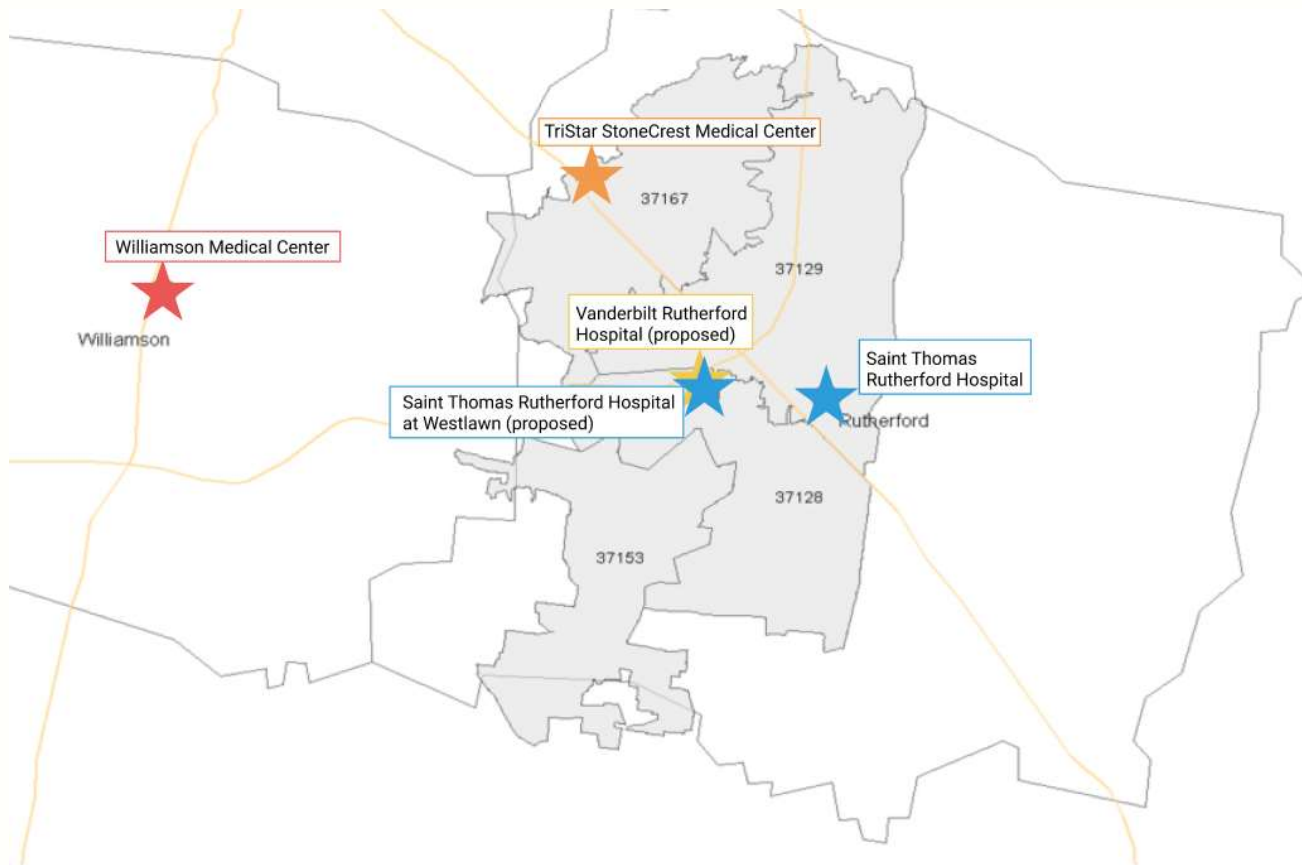 TriStar StoneCrest Medical Center
37167
Williamson Medical Center
37129
Vanderbilt Rutherford
Hospital (proposed)
Williamson
Saint Thomas
Rutherford Hospital
Saint Thomas Rutherford Hospital
at Westlawn (proposed)
Rutherford
37128
37153